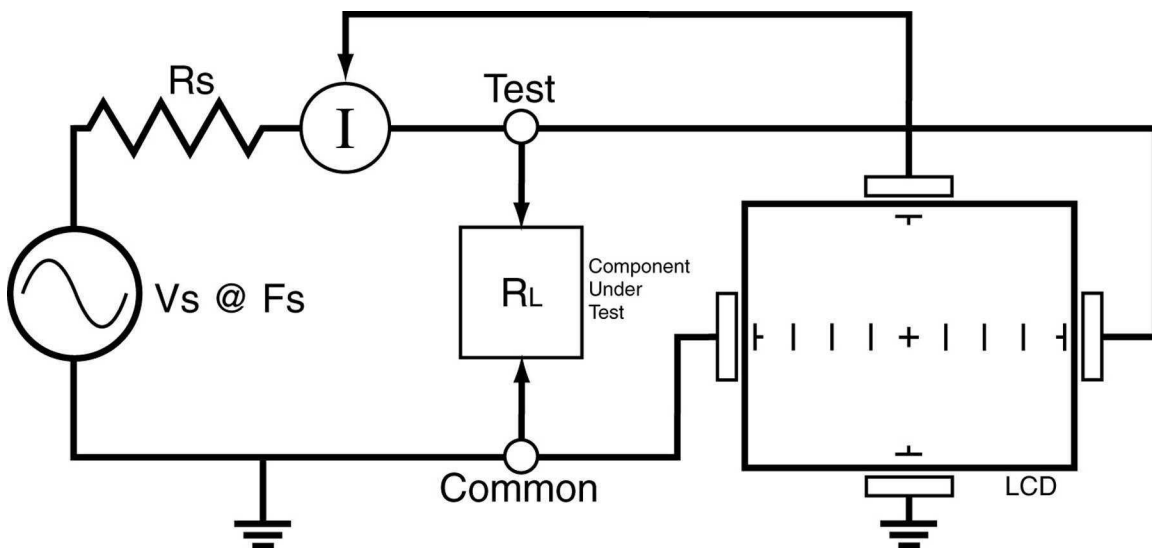 Rs
I
Test
Vs @ Fs
RL
Component
Under
Test
Common
LCD